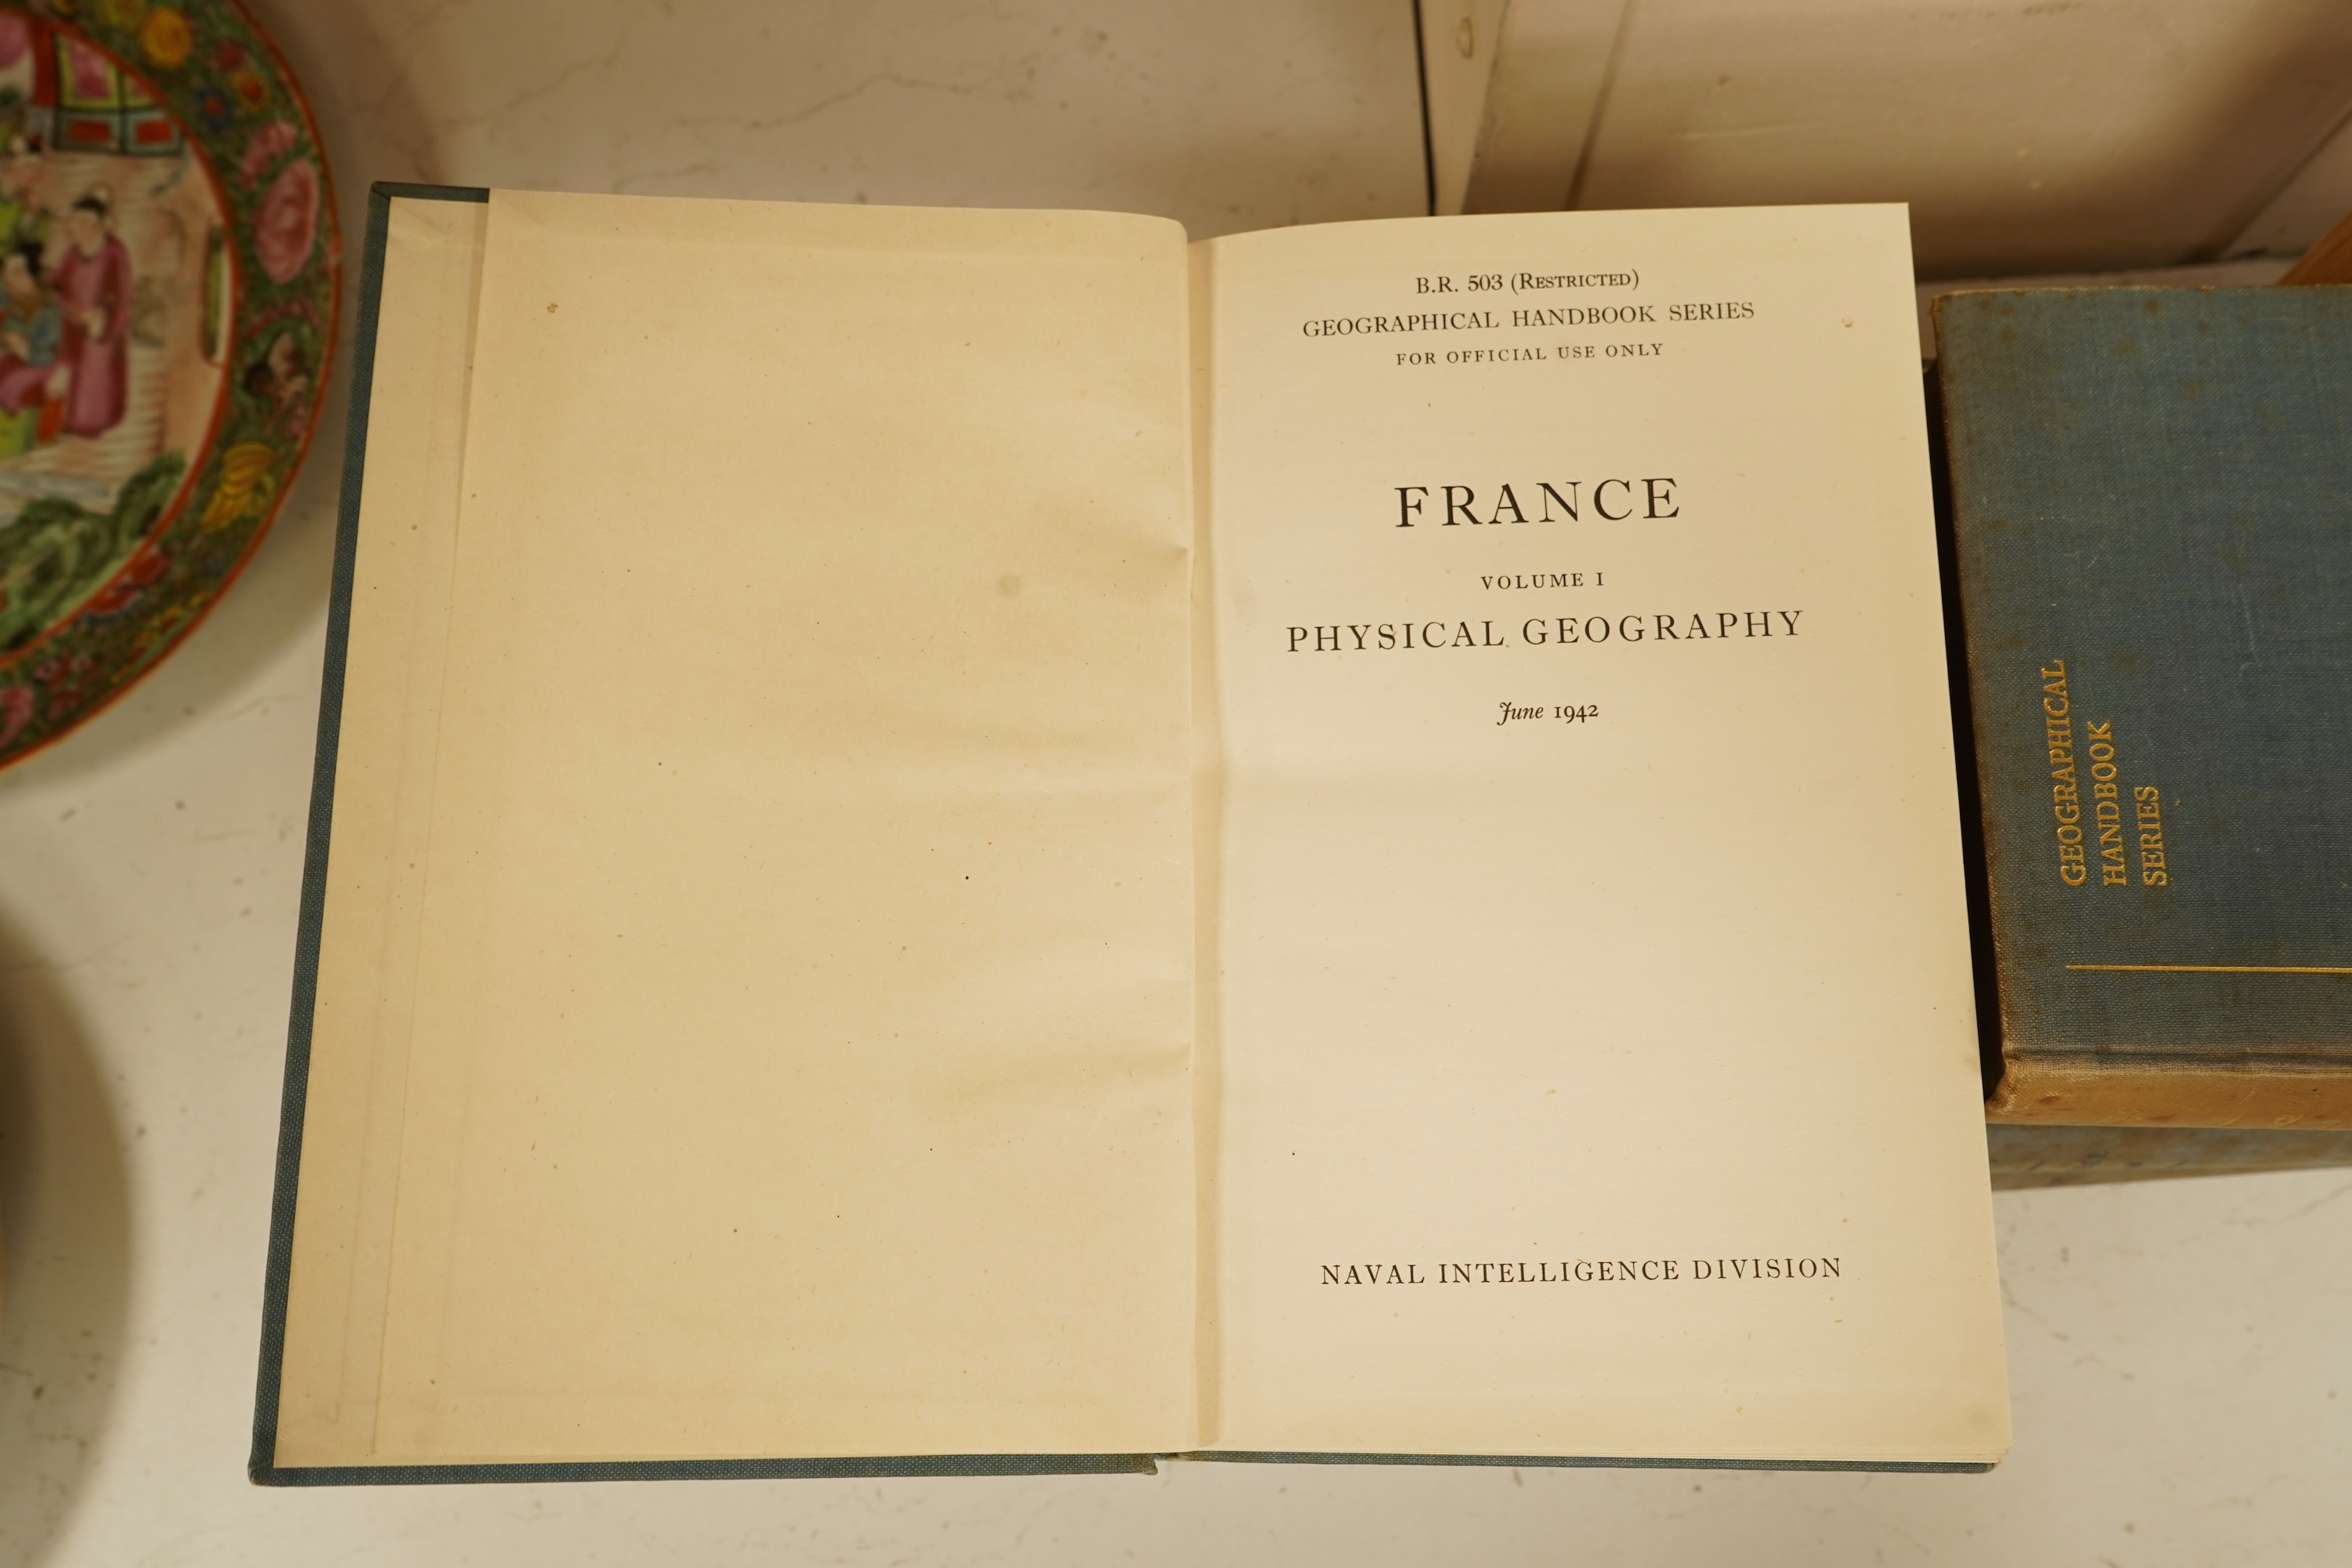 B.R. 503 (RESTRICTED)
GEOGRAPHICAL HANDBOOK SERIES
FOR OFFICIAL USE ONLY
FRANCE
VOLUME I
PHYSICAL GEOGRAPHY
June 1942
NAVAL INTELLIGENCE DIVISION
GEOGRAPHICAL
HANDBOOK
SERIES